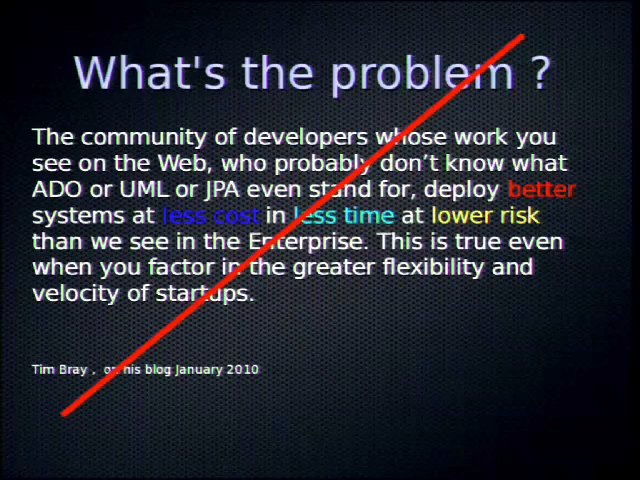 What's the problem ?
The community of developers whose work you
see on the Web, who probably don’t know what
ADO or UML or JPA even stand for, deploy better
systems at less cost in less time at lower risk
than we see in the Enterprise. This is true even
when you factor in the greater flexibility and
velocity of startups.
Tim Bray , on his blog January 2010